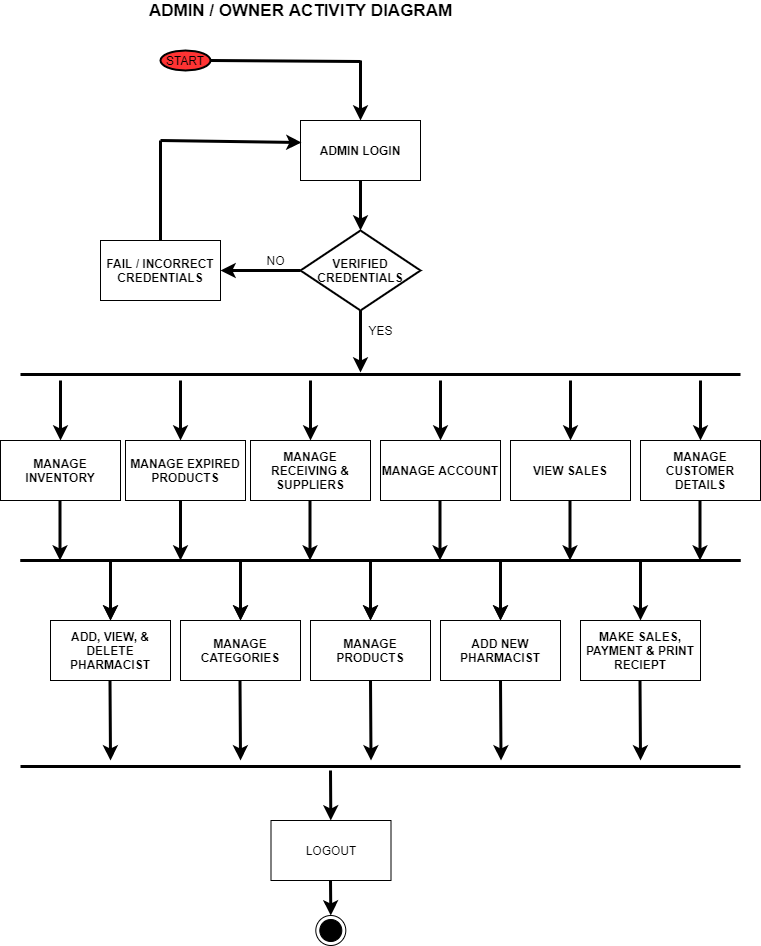 ADMIN / OWNER ACTIVITY DIAGRAM
START
ADMIN LOGIN
FAIL / INCORRECT
CREDENTIALS
NO
VERIFIED
CREDENTIALS
YES
MANAGE
INVENTORY
MANAGE EXPIRED
PRODUCTS
MANAGE
RECEIVING &
SUPPLIERS
MANAGE ACCOUNT
VIEW SALES
MANAGE
CUSTOMER
DETAILS
ADD, VIEW, &
DELETE
PHARMACIST
MANAGE
CATEGORIES
MANAGE
PRODUCTS
ADD NEW
PHARMACIST
MAKE SALES,
PAYMENT & PRINT
RECIEPT
LOGOUT